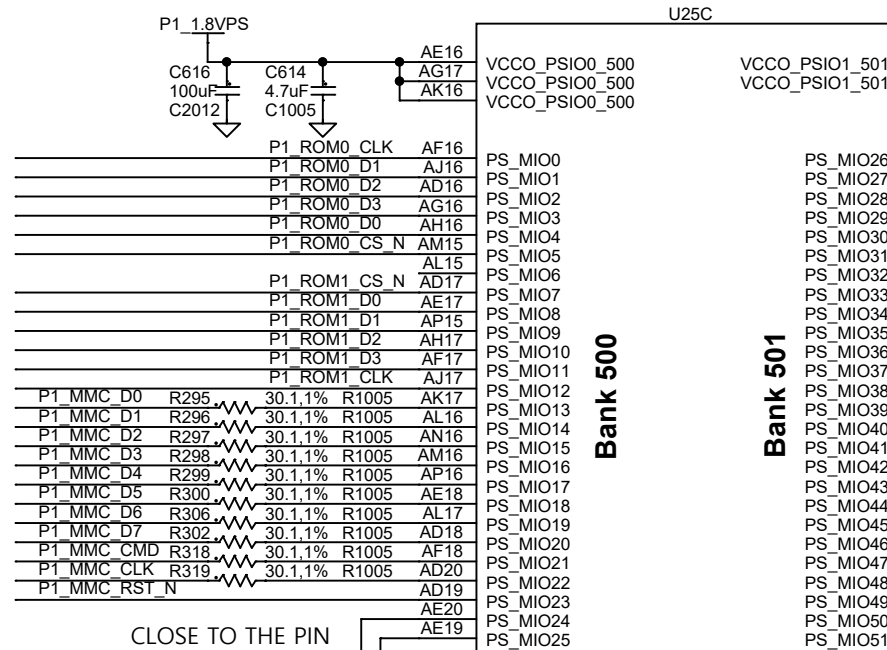 U25C
P1_1.8VPS
AE16 VCCO_PSIO0_500 VCCO_PSIO1_501
AG17 VCCO_PSIO0_500 VCCO_PSIO1_501
AK16 VCCO_PSIO0_500
C616 C614
100uF 4.7uF
C2012 C1005
P1_ROM0_CLK AF16 PS_MIO0 PS_MIO26
P1_ROM0_D1 AJ16 PS_MIO1 PS_MIO27
P1_ROM0_D2 AD16 PS_MIO2 PS_MIO28
P1_ROM0_D3 AG16 PS_MIO3 PS_MIO29
P1_ROM0_D0 AH16 PS_MIO4 PS_MIO30
P1_ROM0_CS_N AM15 PS_MIO5 PS_MIO31
AL15 PS_MIO6 PS_MIO32
P1_ROM1_CS_N AD17 PS_MIO7 PS_MIO33
P1_ROM1_D0 AE17 PS_MIO8 PS_MIO34
P1_ROM1_D1 AP15 PS_MIO9 PS_MIO35
P1_ROM1_D2 AH17 PS_MIO10 PS_MIO36
P1_ROM1_D3 AF17 PS_MIO11 PS_MIO37
P1_ROM1_CLK AJ17 PS_MIO12 PS_MIO38
P1_MMC_D0 R295 30.1,1% R1005 AK17 PS_MIO13 PS_MIO39
P1_MMC_D1 R296 30.1,1% R1005 AL16 PS_MIO14 PS_MIO40
P1_MMC_D2 R297 30.1,1% R1005 AN16 PS_MIO15 PS_MIO41
P1_MMC_D3 R298 30.1,1% R1005 AM16 PS_MIO16 PS_MIO42
P1_MMC_D4 R299 30.1,1% R1005 AP16 PS_MIO17 PS_MIO43
P1_MMC_D5 R300 30.1,1% R1005 AE18 PS_MIO18 PS_MIO44
P1_MMC_D6 R306 30.1,1% R1005 AL17 PS_MIO19 PS_MIO45
P1_MMC_D7 R302 30.1,1% R1005 AD18 PS_MIO20 PS_MIO46
P1_MMC_CMD R318 30.1,1% R1005 AF18 PS_MIO21 PS_MIO47
P1_MMC_CLK R319 30.1,1% R1005 AD20 PS_MIO22 PS_MIO48
P1_MMC_RST_N AD19 PS_MIO23 PS_MIO49
AE20 PS_MIO24 PS_MIO50
AE19 PS_MIO25 PS_MIO51
Bank 500
Bank 501
CLOSE TO THE PIN